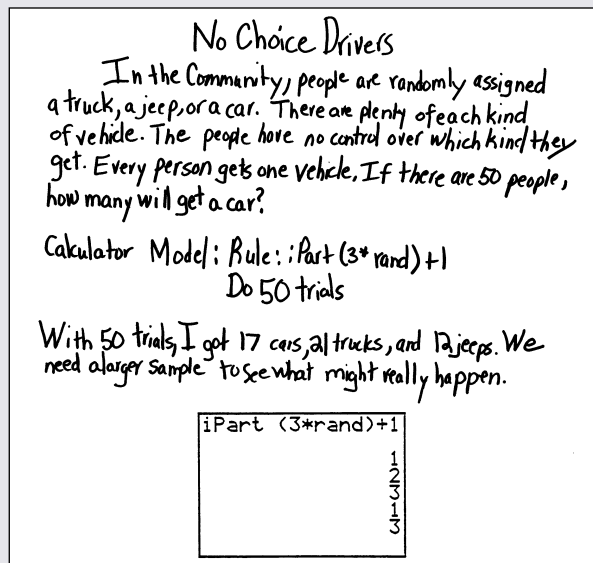 No Choice Drivers
In the Community, people are randomly assigned
a truck, a jeep, or a car. There are plenty of each kind
of vehicle. The people have no control over which kind they
get. Every person gets one vehicle. If there are 50 people,
how many will get a car?
Calculator Model: Rule: iPart (3* rand) +1
Do 50 trials
With 50 trials, I got 17 cars, 21 trucks, and 12 jeeps. We
need a larger sample to see what might really happen.
iPart (3*rand)+1
1
2
3
1
3